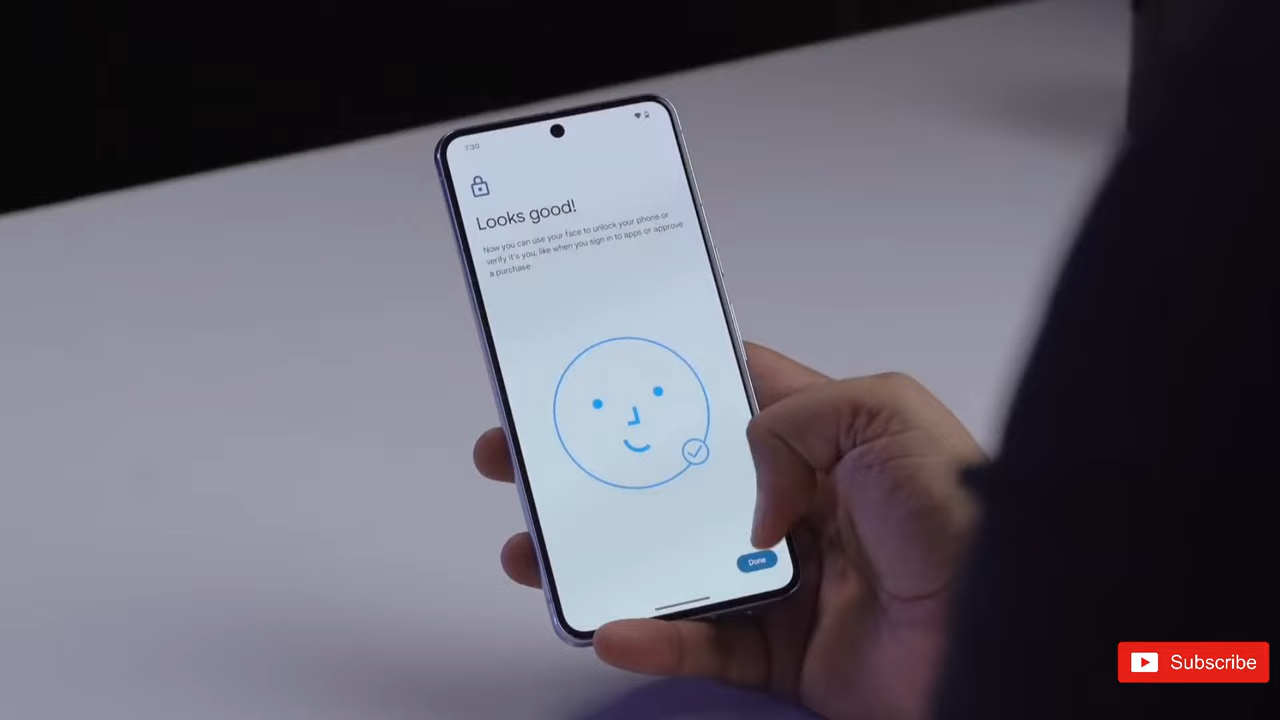 7:30
Looks good!
Now you can use your face to unlock your phone or
verify it's you, like when you sign in to apps or approve
a purchase
Done
Subscribe